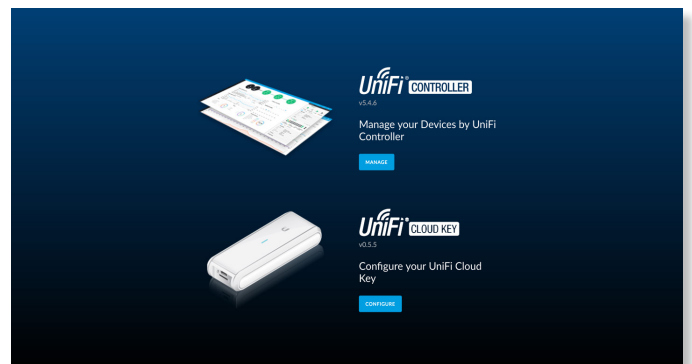 UniFi® CONTROLLER
v5.4.6
Manage your Devices by UniFi
Controller
MANAGE
UniFi® CLOUD KEY
v0.5.5
Configure your UniFi Cloud
Key
CONFIGURE